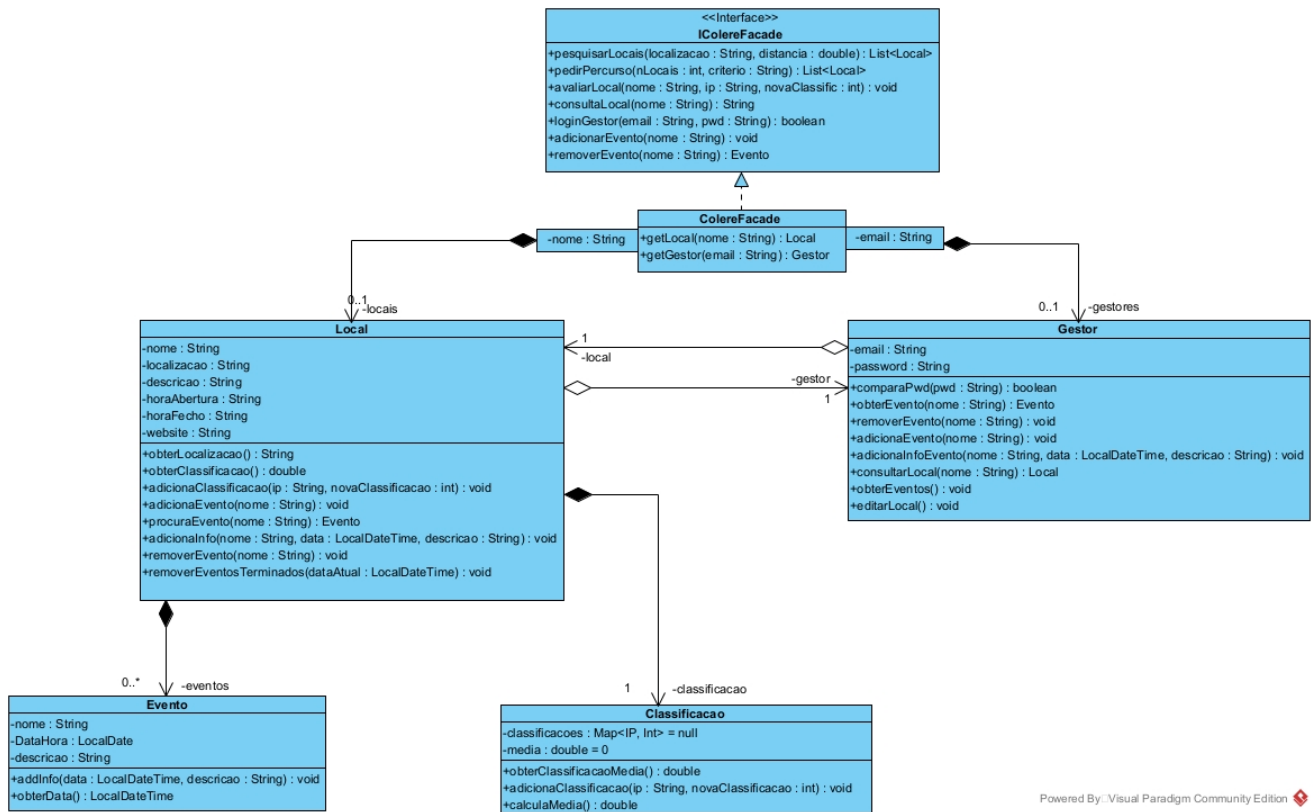 <<Interface>>
IColereFacade
+pesquisarLocais(localizacao : String, distancia : double) : List<Local>
+pedirPercurso(nLocais : int, criterio : String) : List<Local>
+avaliarLocal(nome : String, ip : String, novaClassific : int) : void
+consultaLocal(nome : String) : String
+loginGestor(email : String, pwd : String) : boolean
+adicionarEvento(nome : String) : void
+removerEvento(nome : String) : Evento
ColereFacade
-nome : String
+getLocal(nome : String) : Local
-email : String
+getGestor(email : String) : Gestor
0..1
-locais
0..1
-gestores
Local
-nome : String
-localizacao : String
-descricao : String
-horaAbertura : String
-horaFecho : String
-website : String
+obterLocalizacao() : String
+obterClassificacao() : double
+adicionaClassificacao(ip : String, novaClassificacao : int) : void
+adicionaEvento(nome : String) : void
+procuraEvento(nome : String) : Evento
+adicionaInfo(nome : String, data : LocalDateTime, descricao : String) : void
+removerEvento(nome : String) : void
+removerEventosTerminados(dataAtual : LocalDateTime) : void
1
-local
-gestor
1
Gestor
-email : String
-password : String
+comparaPwd(pwd : String) : boolean
+obterEvento(nome : String) : Evento
+removerEvento(nome : String) : void
+adicionaEvento(nome : String) : void
+adicionaInfoEvento(nome : String, data : LocalDateTime, descricao : String) : void
+consultarLocal(nome : String) : Local
+obterEventos() : void
+editarLocal() : void
0..*
-eventos
1
-classificacao
Evento
-nome : String
-DataHora : LocalDate
-descricao : String
+addInfo(data : LocalDateTime, descricao : String) : void
+obterData() : LocalDateTime
Classificacao
-classificacoes : Map<IP, Int> = null
-media : double = 0
+obterClassificacaoMedia() : double
+adicionaClassificacao(ip : String, novaClassificacao : int) : void
+calculaMedia() : double
Powered By Visual Paradigm Community Edition